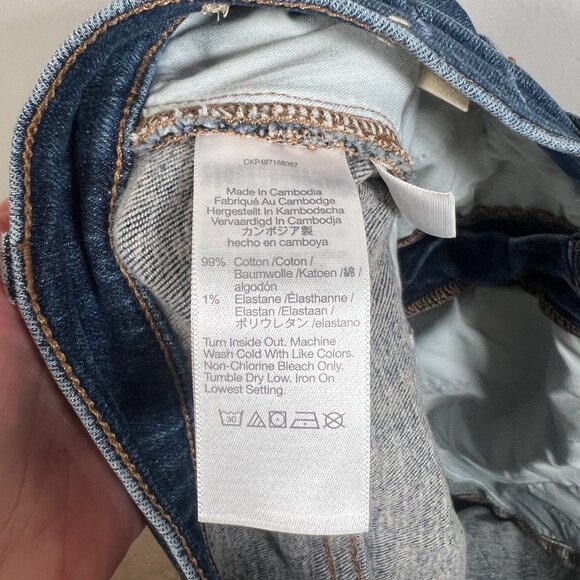 CKP487168067
Made In Cambodia
Fabriqué Au Cambodge
Hergestellt In Kambodscha
Vervaardigd In Cambodja
カンボジア製
hecho en camboya
99% Cotton /Coton /
Baumwolle /Katoen /綿 /
algodón
1% Elastane /Élasthanne /
Elastan /Elastaan /
ポリウレタン /elastano
Turn Inside Out. Machine
Wash Cold With Like Colors.
Non-Chlorine Bleach Only.
Tumble Dry Low. Iron On
Lowest Setting.
30